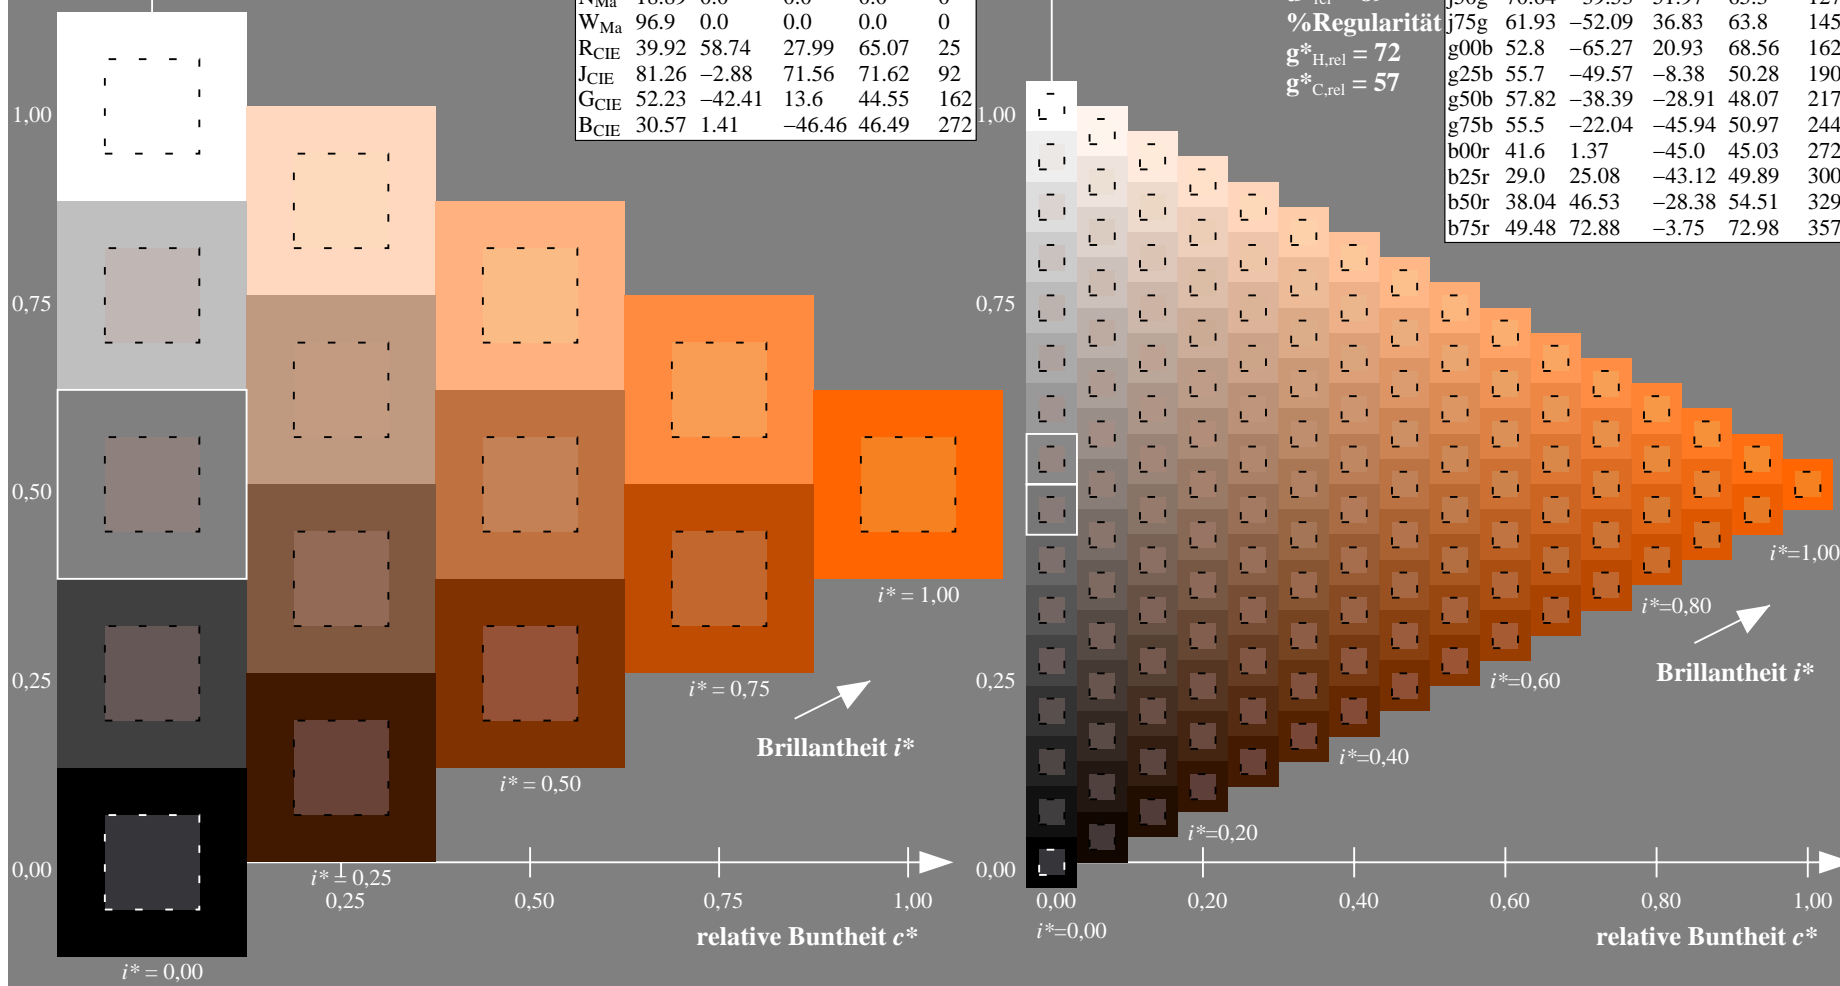 W_Ma 96.9 0.0 0.0 0.0 0
R_CIE 39.92 58.74 27.99 65.07 25
J_CIE 81.26 −2.88 71.56 71.62 92
G_CIE 52.23 −42.41 13.6 44.55 162
B_CIE 30.57 1.41 −46.46 46.49 272
1,00
0,75
0,50
0,25
0,00
i* = 1,00
i* = 0,75
Brillantheit i*
i* = 0,50
i* = 0,25
0,25 0,50 0,75 1,00
relative Buntheit c*
i* = 0,00
%Regularität
g*H,rel = 72
g*C,rel = 57
j75g 61.93 −52.09 36.83 63.8 145
g00b 52.8 −65.27 20.93 68.56 162
g25b 55.7 −49.57 −8.38 50.28 190
g50b 57.82 −38.39 −28.91 48.07 217
g75b 55.5 −22.04 −45.94 50.97 244
b00r 41.6 1.37 −45.0 45.03 272
b25r 29.0 25.08 −43.12 49.89 300
b50r 38.04 46.53 −28.38 54.51 329
b75r 49.48 72.88 −3.75 72.98 357
1,00
0,75
0,25
0,00
i*=1,00
i*=0,80
Brillantheit i*
i*=0,60
i*=0,40
i*=0,20
0,00 0,20 0,40 0,60 0,80 1,00
i*=0,00
relative Buntheit c*